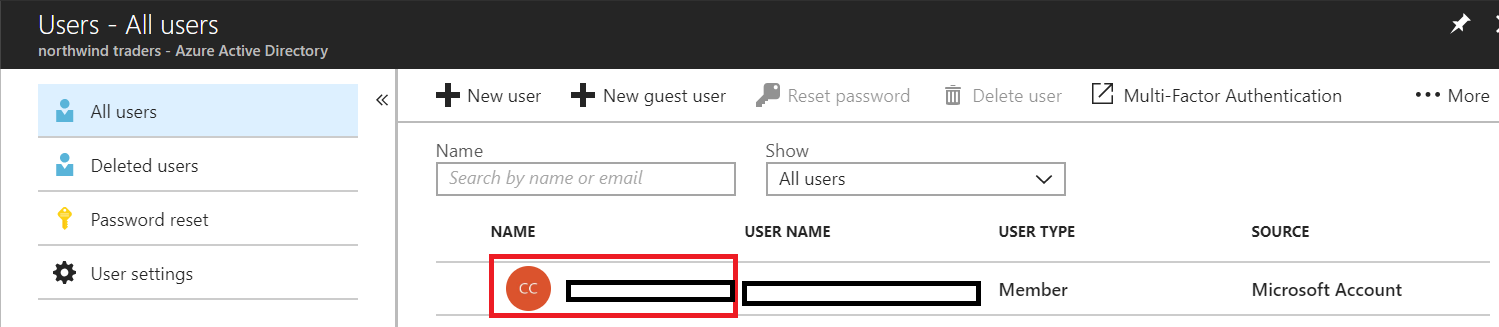 Users - All users
northwind traders - Azure Active Directory
All users
Deleted users
Password reset
User settings
New user New guest user Reset password Delete user Multi-Factor Authentication ••• More
Name Show
Search by name or email All users
NAME USER NAME USER TYPE SOURCE
CC Member Microsoft Account